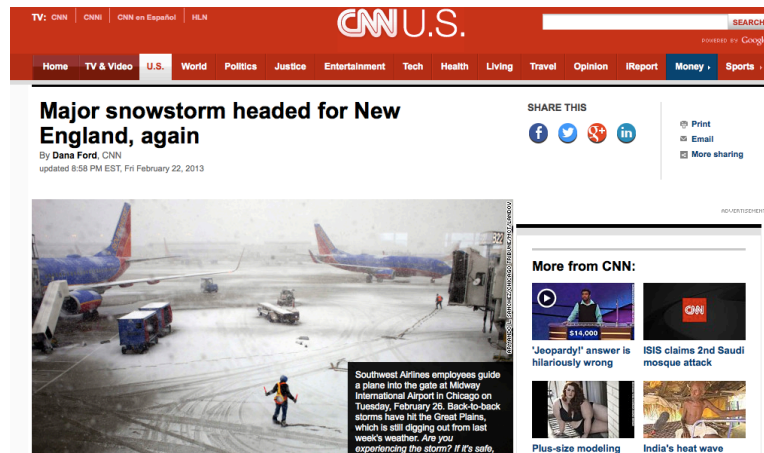 TV: CNN CNNI CNN en Español HLN
CNN U.S.
SEARCH
POWERED BY Google
Home TV & Video U.S. World Politics Justice Entertainment Tech Health Living Travel Opinion iReport Money Sports
Major snowstorm headed for New
England, again
By Dana Ford, CNN
updated 8:58 PM EST, Fri February 22, 2013
SHARE THIS
f g+ in
Print
Email
More sharing
ADVERTISEMENT
B22
CHICAGO TRIBUNE/MCT/LANDOV
Southwest Airlines employees guide
a plane into the gate at Midway
International Airport in Chicago on
Tuesday, February 26. Back-to-back
storms have hit the Great Plains,
which is still digging out from last
week's weather. Are you
experiencing the storm? If it's safe,
More from CNN:
$14,000
'Jeopardy!' answer is
hilariously wrong
CNN
ISIS claims 2nd Saudi
mosque attack
Plus-size modeling
India's heat wave